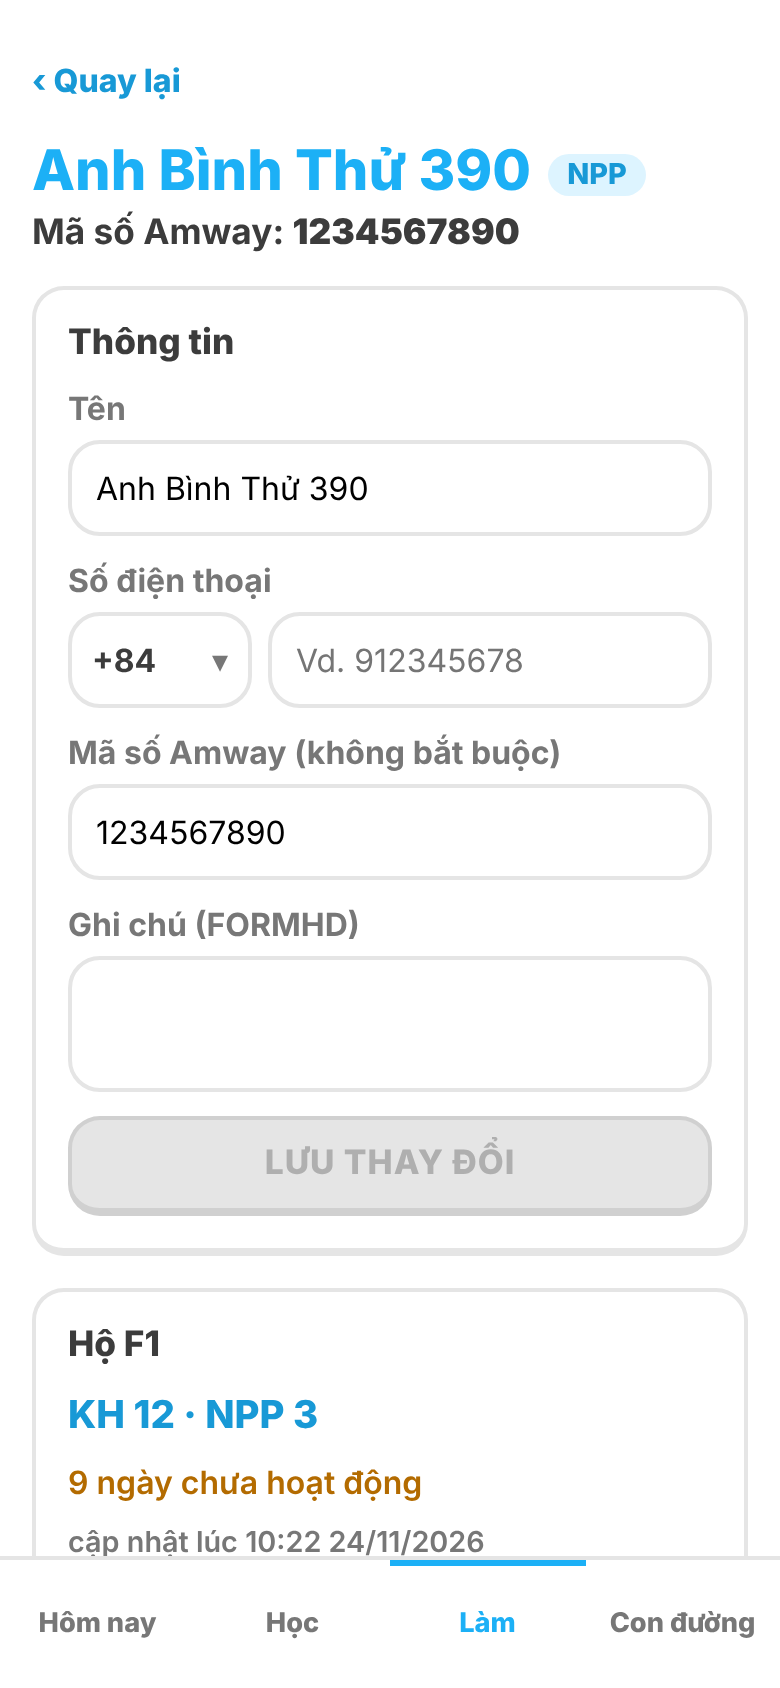 ‹ Quay lại
Anh Bình Thử 390 NPP
Mã số Amway: 1234567890
Thông tin
Tên
Anh Bình Thử 390
Số điện thoại
+84 ▼ Vd. 912345678
Mã số Amway (không bắt buộc)
1234567890
Ghi chú (FORMHD)
LƯU THAY ĐỔI
Hộ F1
KH 12 · NPP 3
9 ngày chưa hoạt động
cập nhật lúc 10:22 24/11/2026
Hôm nay Học Làm Con đường